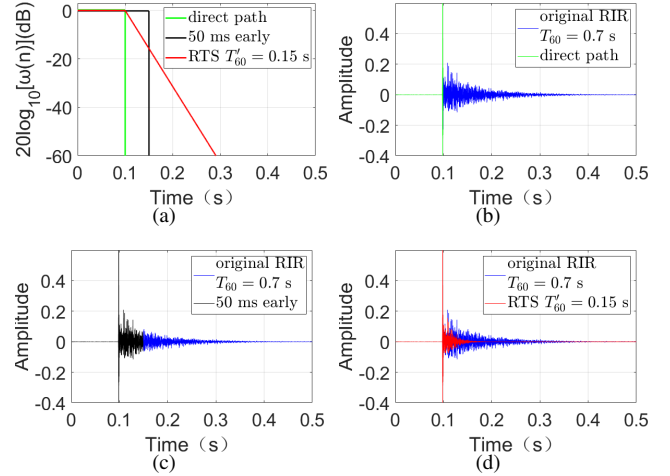 direct path
50 ms early
RTS T′60 = 0.15 s
20log10[ω(n)](dB)
0
-20
-40
-60
0 0.1 0.2 0.3 0.4 0.5
Time（s）
(a)
original RIR
T60 = 0.7 s
direct path
Amplitude
0.4
0.2
0
-0.2
-0.4
0 0.1 0.2 0.3 0.4 0.5
Time（s）
(b)
original RIR
T60 = 0.7 s
50 ms early
Amplitude
0.4
0.2
0
-0.2
-0.4
0 0.1 0.2 0.3 0.4 0.5
Time（s）
(c)
original RIR
T60 = 0.7 s
RTS T′60 = 0.15 s
Amplitude
0.4
0.2
0
-0.2
-0.4
0 0.1 0.2 0.3 0.4 0.5
Time（s）
(d)